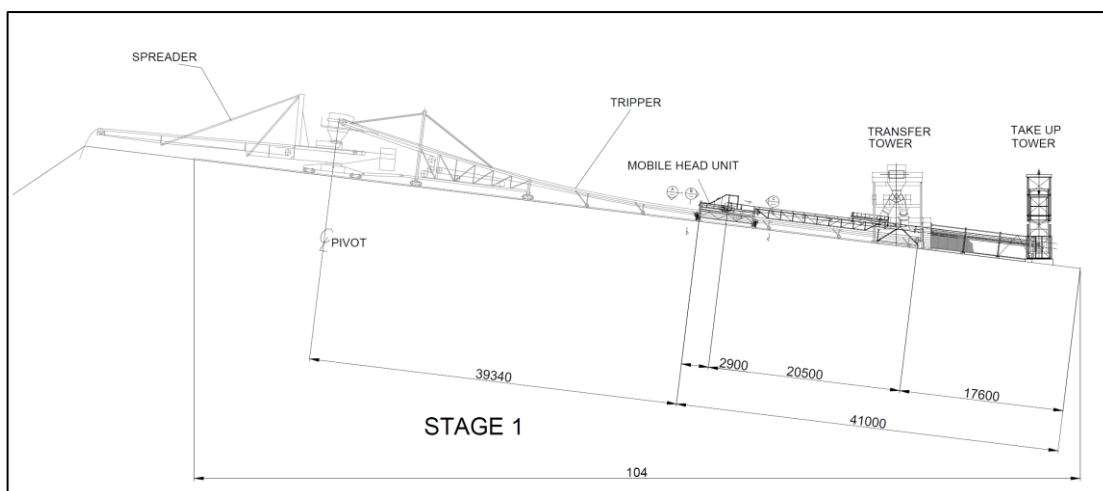 SPREADER
TRIPPER
TRANSFER
TOWER
TAKE UP
TOWER
MOBILE HEAD UNIT
PIVOT
2900
20500
39340
17600
41000
STAGE 1
104